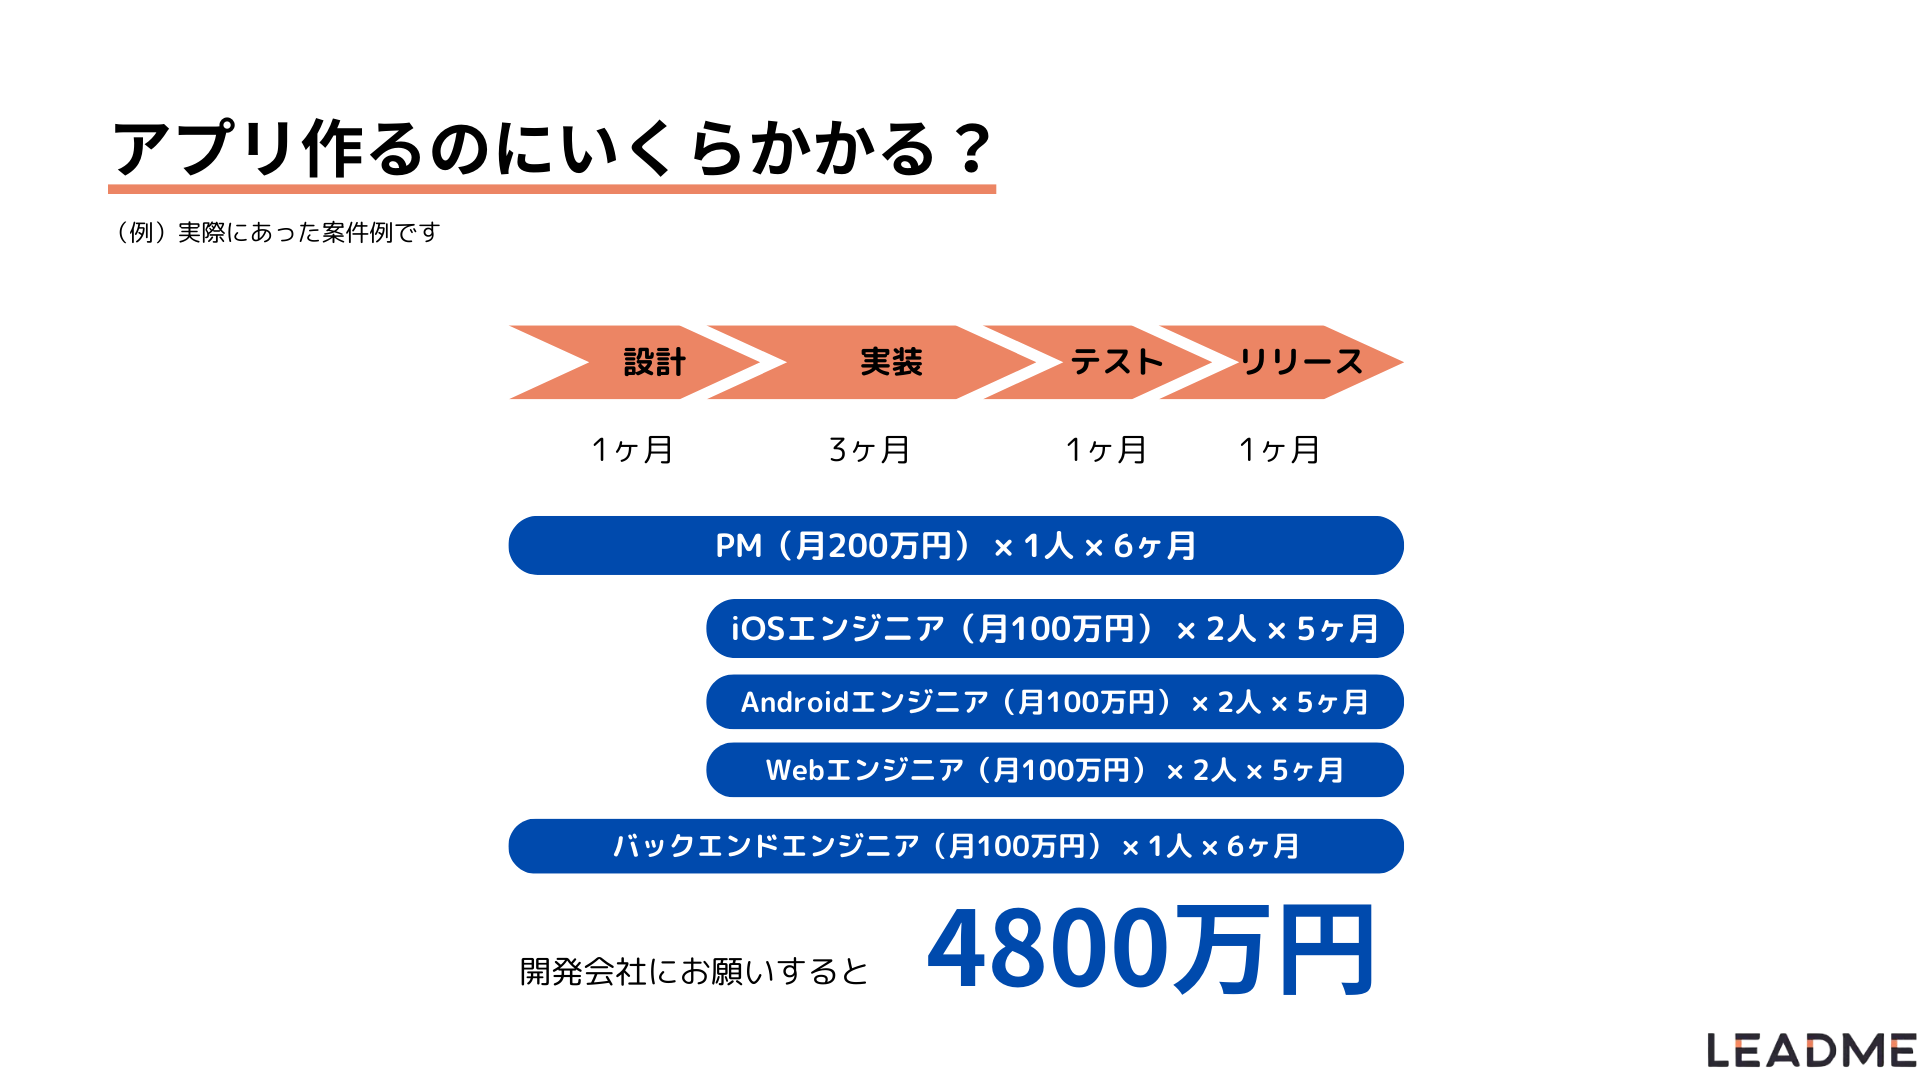 アプリ作るのにいくらかかる？
（例）実際にあった案件例です
設計 実装 テスト リリース
1ヶ月 3ヶ月 1ヶ月 1ヶ月
PM（月200万円） × 1人 × 6ヶ月
iOSエンジニア（月100万円） × 2人 × 5ヶ月
Androidエンジニア（月100万円） × 2人 × 5ヶ月
Webエンジニア（月100万円） × 2人 × 5ヶ月
バックエンドエンジニア（月100万円） × 1人 × 6ヶ月
開発会社にお願いすると 4800万円
LEADME